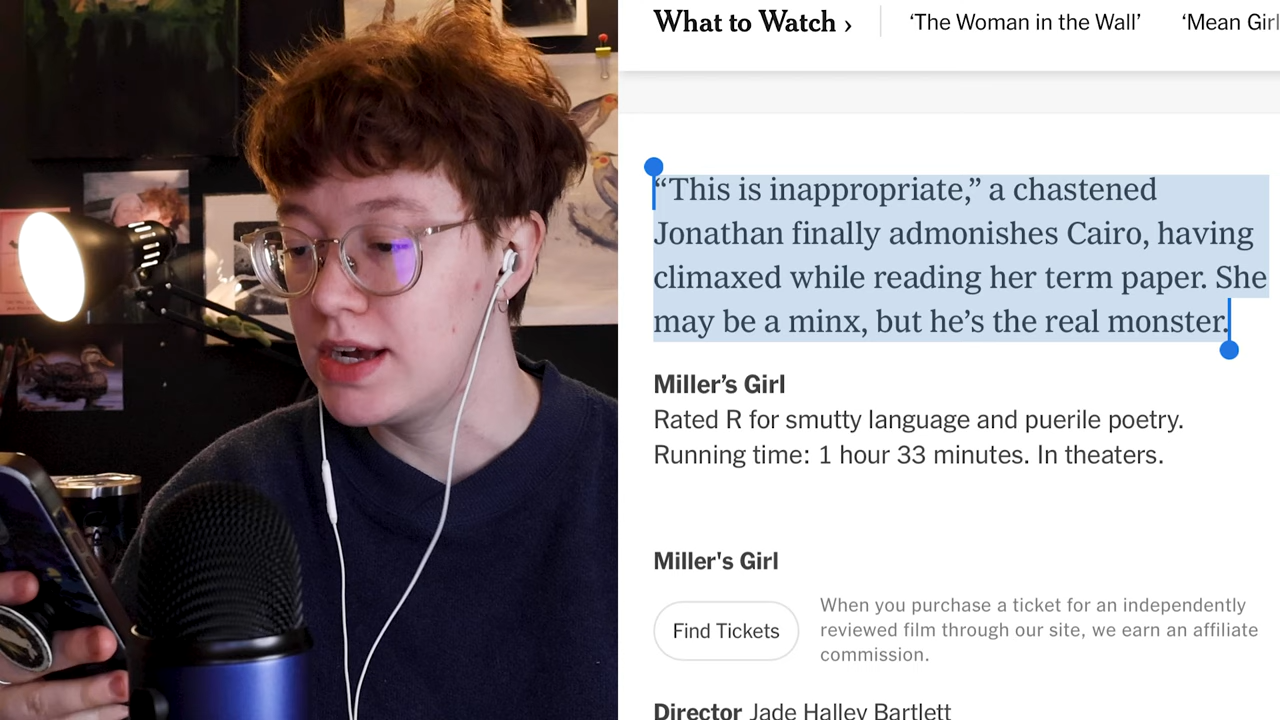 What to Watch ›
‘The Woman in the Wall’
‘Mean Girl
“This is inappropriate,” a chastened
Jonathan finally admonishes Cairo, having
climaxed while reading her term paper. She
may be a minx, but he’s the real monster.
Miller’s Girl
Rated R for smutty language and puerile poetry.
Running time: 1 hour 33 minutes. In theaters.
Miller's Girl
Find Tickets
When you purchase a ticket for an independently
reviewed film through our site, we earn an affiliate
commission.
Director Jade Halley Bartlett